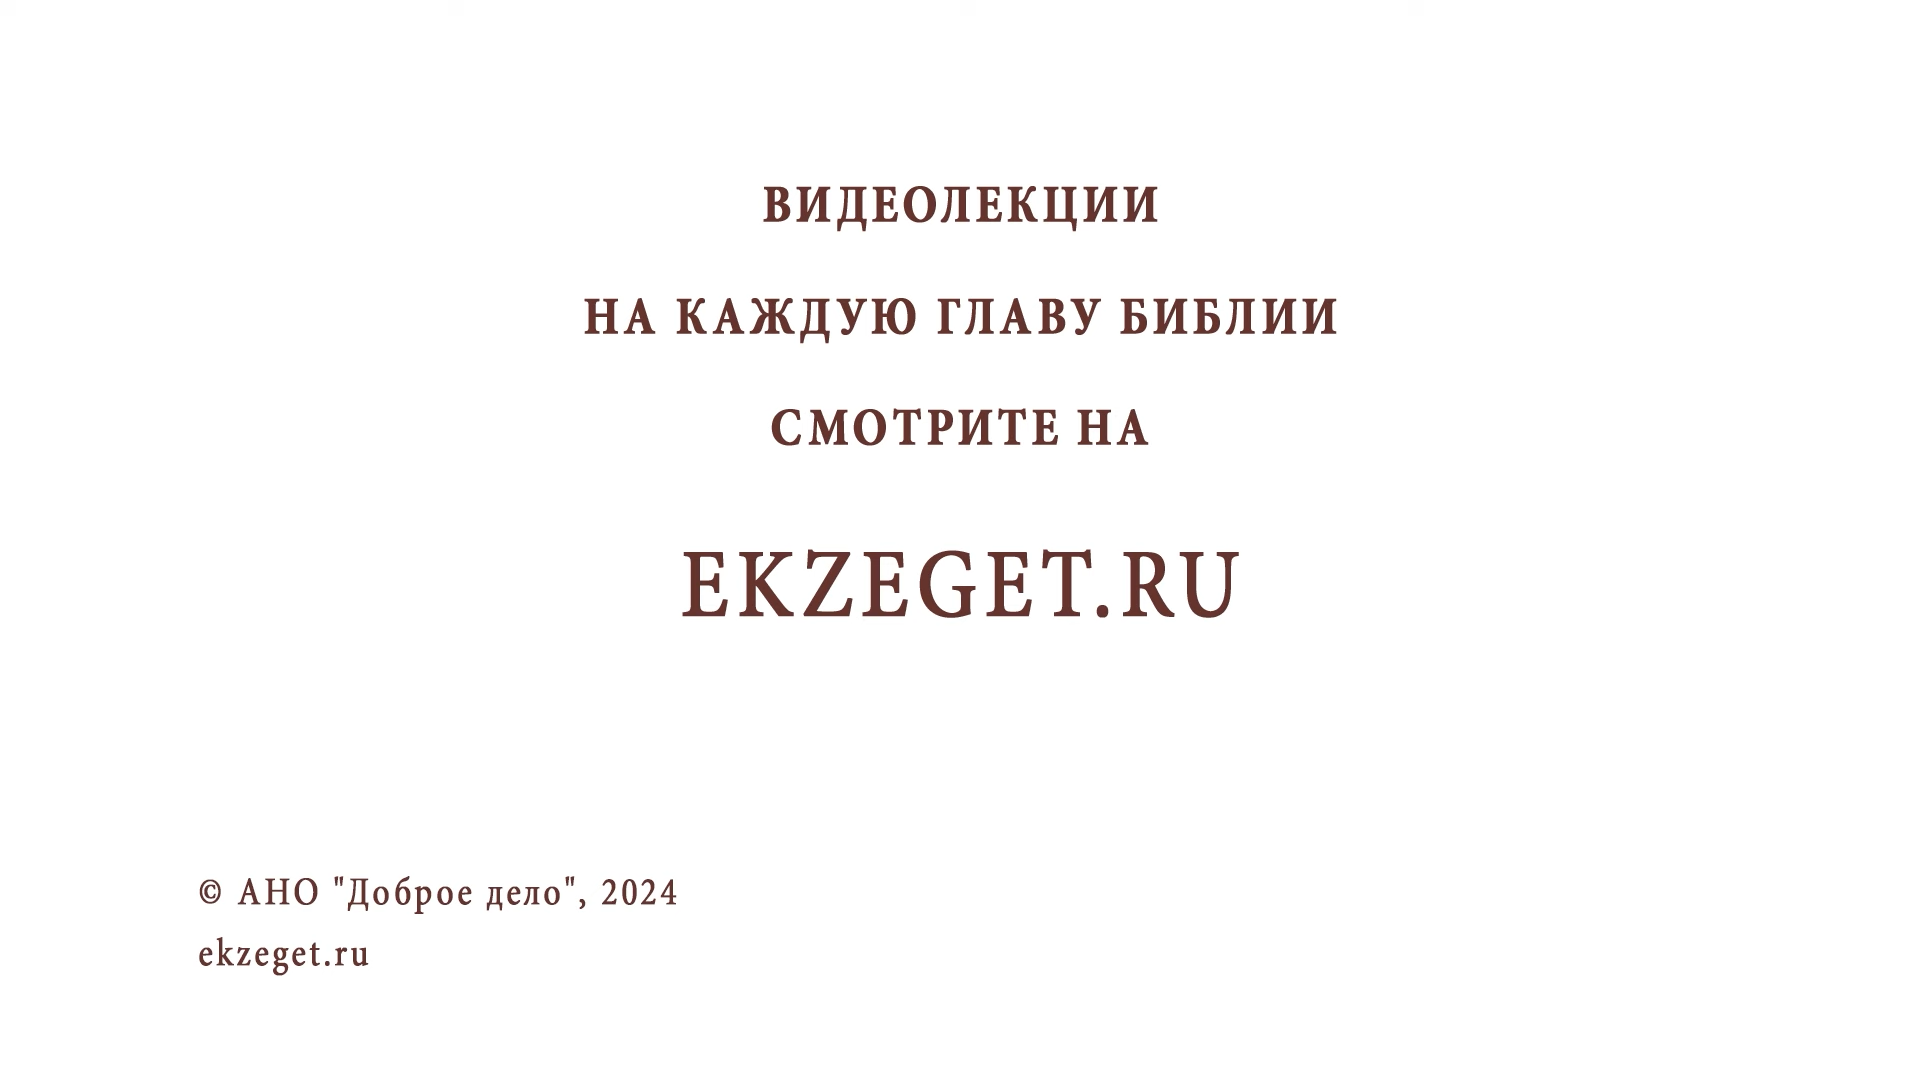 ВИДЕОЛЕКЦИИ
НА КАЖДУЮ ГЛАВУ БИБЛИИ
СМОТРИТЕ НА
EKZEGET.RU
© АНО "Доброе дело", 2024
ekzeget.ru